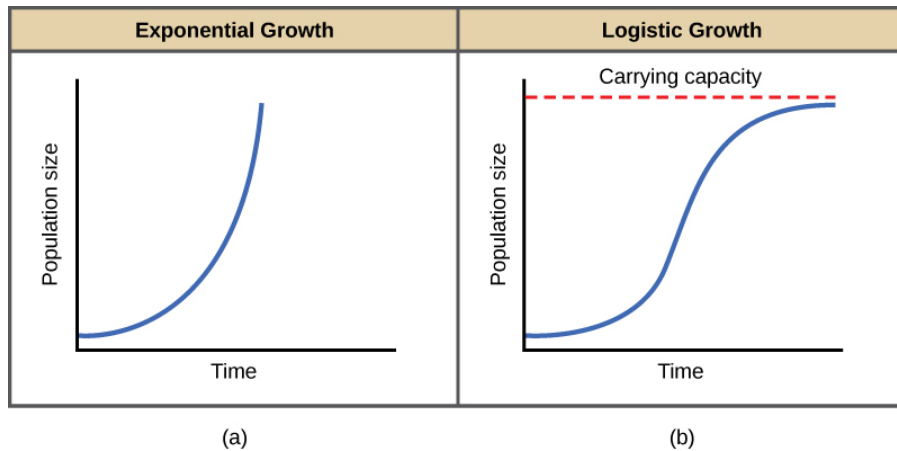 Exponential Growth
Logistic Growth
Population size
Time
Carrying capacity
Population size
Time
(a)
(b)